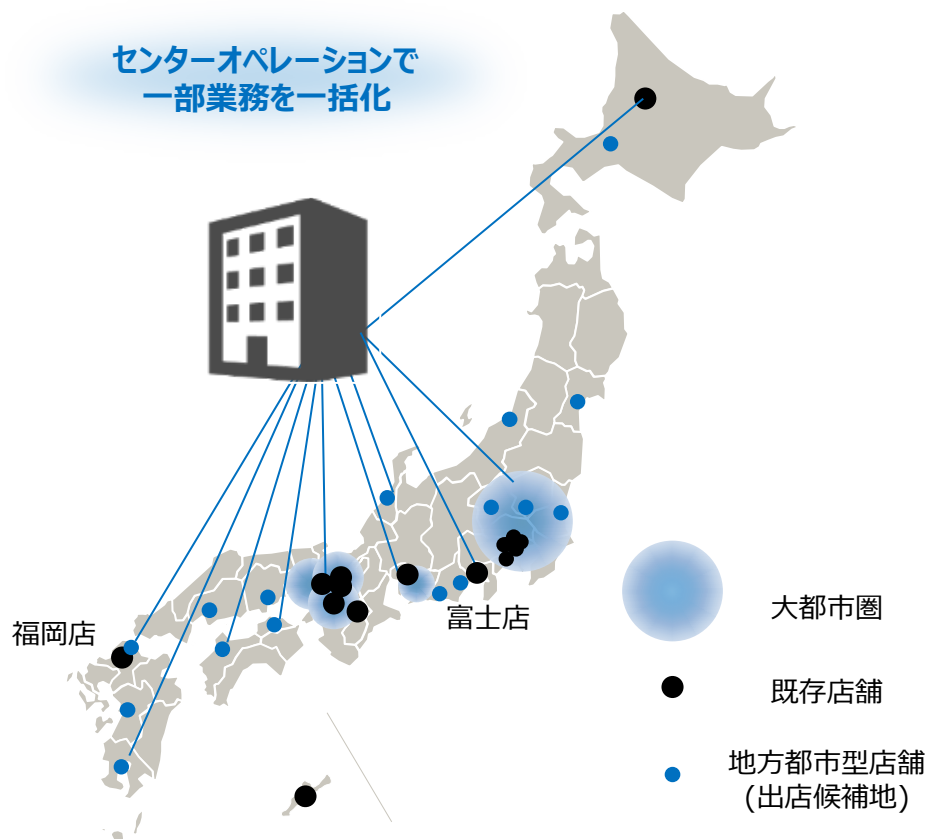 センターオペレーションで
一部業務を一括化
福岡店
富士店
大都市圏
既存店舗
地方都市型店舗
(出店候補地)